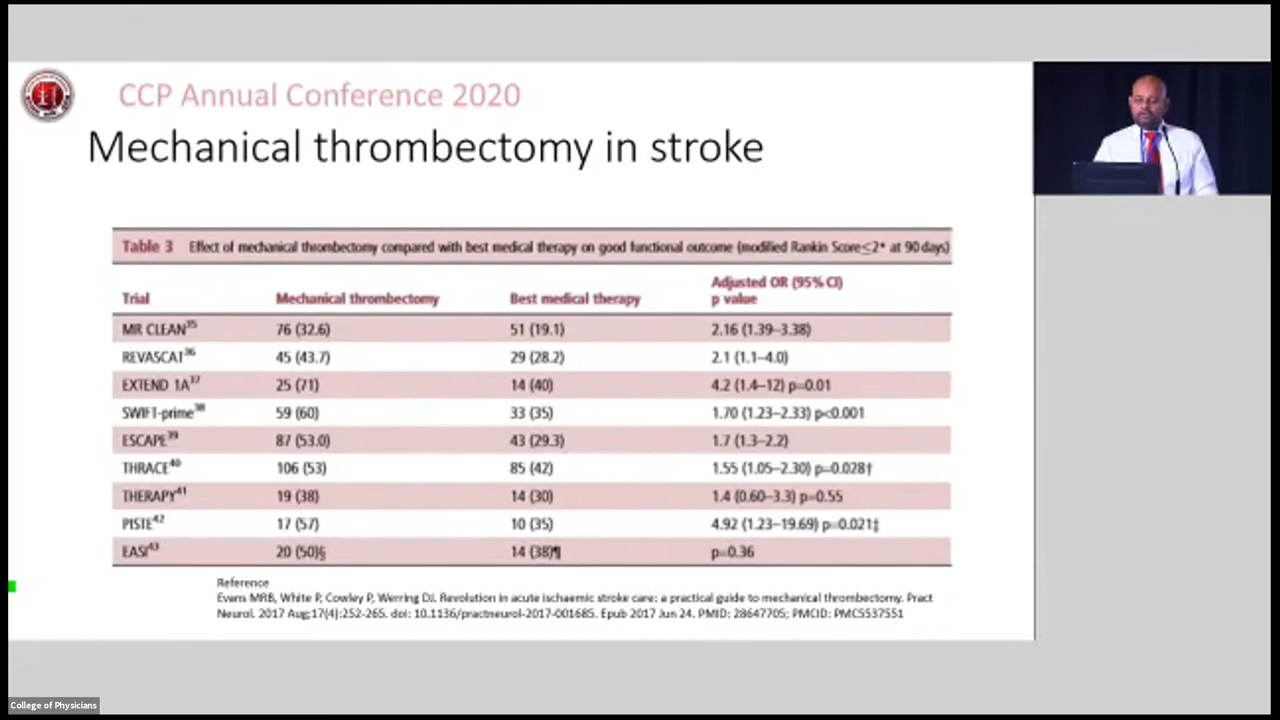 CCP Annual Conference 2020
Mechanical thrombectomy in stroke
Table 3 Effect of mechanical thrombectomy compared with best medical therapy on good functional outcome (modified Rankin Score≤2* at 90 days)
Adjusted OR (95% CI)
Trial Mechanical thrombectomy Best medical therapy p value
MR CLEAN35 76 (32.6) 51 (19.1) 2.16 (1.39–3.38)
REVASCAT36 45 (43.7) 29 (28.2) 2.1 (1.1–4.0)
EXTEND 1A37 25 (71) 14 (40) 4.2 (1.4–12) p=0.01
SWIFT-prime38 59 (60) 33 (35) 1.70 (1.23–2.33) p<0.001
ESCAPE39 87 (53.0) 43 (29.3) 1.7 (1.3–2.2)
THRACE40 106 (53) 85 (42) 1.55 (1.05–2.30) p=0.028†
THERAPY41 19 (38) 14 (30) 1.4 (0.60–3.3) p=0.55
PISTE42 17 (57) 10 (35) 4.92 (1.23–19.69) p=0.021‡
EASI43 20 (50)§ 14 (38)¶ p=0.36
Reference
Evans MRB, White P, Cowley P, Werring DJ. Revolution in acute ischaemic stroke care: a practical guide to mechanical thrombectomy. Pract
Neurol. 2017 Aug;17(4):252-265. doi: 10.1136/practneurol-2017-001685. Epub 2017 Jun 24. PMID: 28647705; PMCID: PMC5537551
College of Physicians